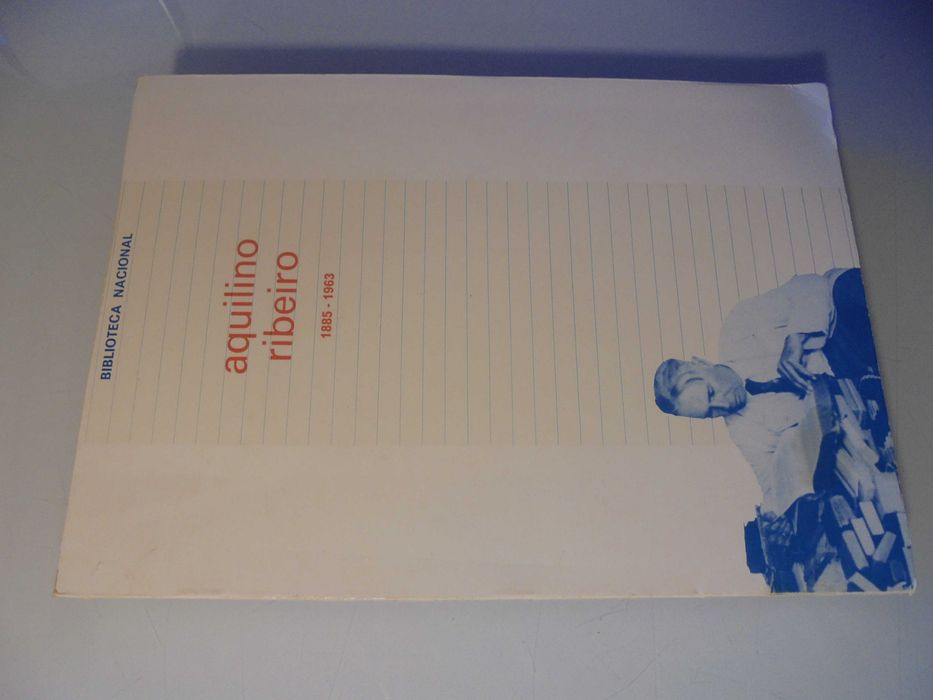 BIBLIOTECA NACIONAL
aquilino
ribeiro
1885 - 1963